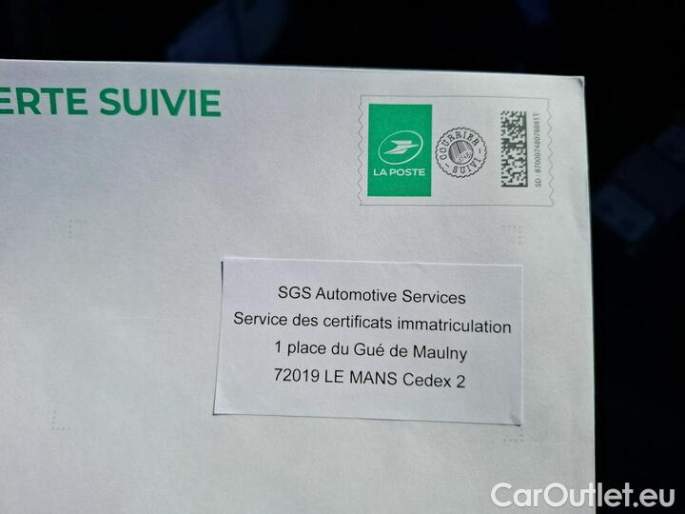 ERTE SUIVIE
LA POSTE
COURRIER
SUIVI
SGS Automotive Services
Service des certificats immatriculation
1 place du Gué de Maulny
72019 LE MANS Cedex 2
CarOutlet.eu